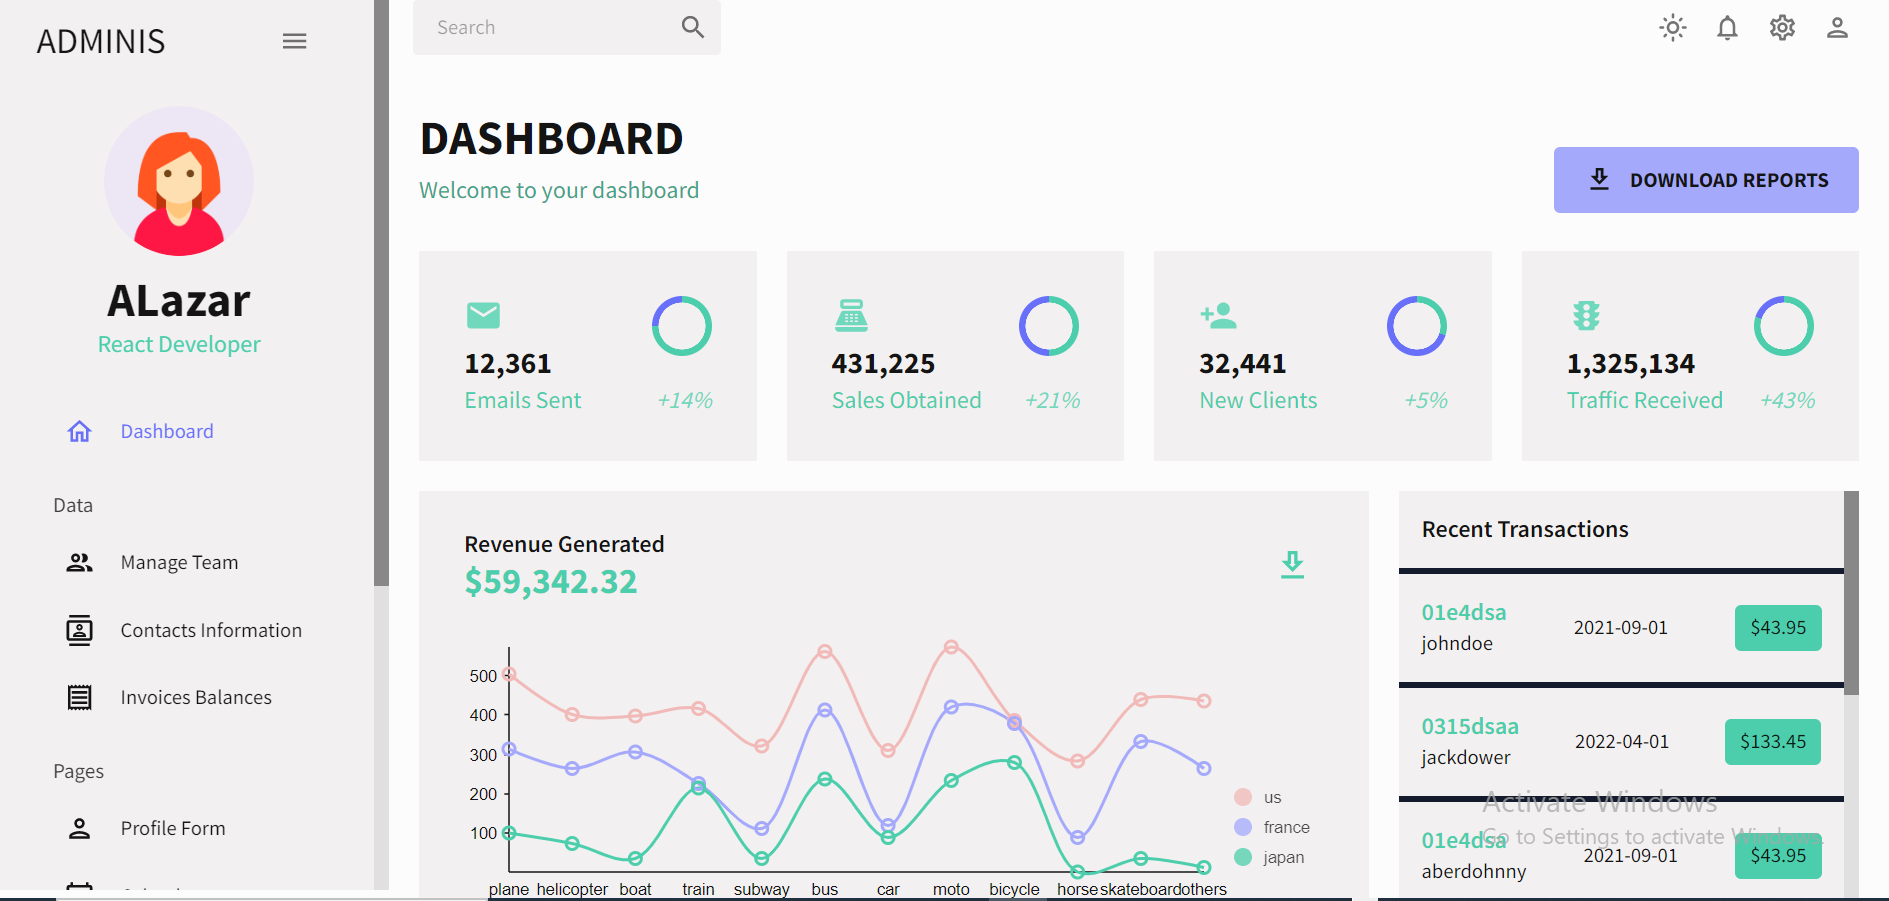 ADMINIS
Search
ALazar
React Developer
Dashboard
Data
Manage Team
Contacts Information
Invoices Balances
Pages
Profile Form
DASHBOARD
Welcome to your dashboard
DOWNLOAD REPORTS
12,361
Emails Sent
+14%
431,225
Sales Obtained
+21%
32,441
New Clients
+5%
1,325,134
Traffic Received
+43%
Revenue Generated
$59,342.32
500
400
300
200
100
plane helicopter boat train subway bus car moto bicycle horse skateboard others
us
france
japan
Recent Transactions
01e4dsa
johndoe
2021-09-01
$43.95
0315dsaa
jackdower
2022-04-01
$133.45
01e4dsa
aberdohnny
2021-09-01
$43.95
Activate Windows
Go to Settings to activate Windows.